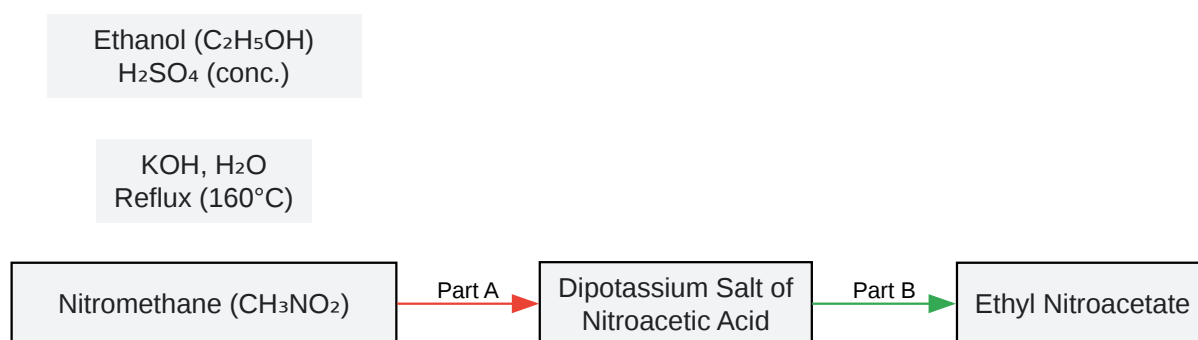 Ethanol (C₂H₅OH)
H₂SO₄ (conc.)
KOH, H₂O
Reflux (160°C)
Nitromethane (CH₃NO₂)
Part A
Dipotassium Salt of
Nitroacetic Acid
Part B
Ethyl Nitroacetate